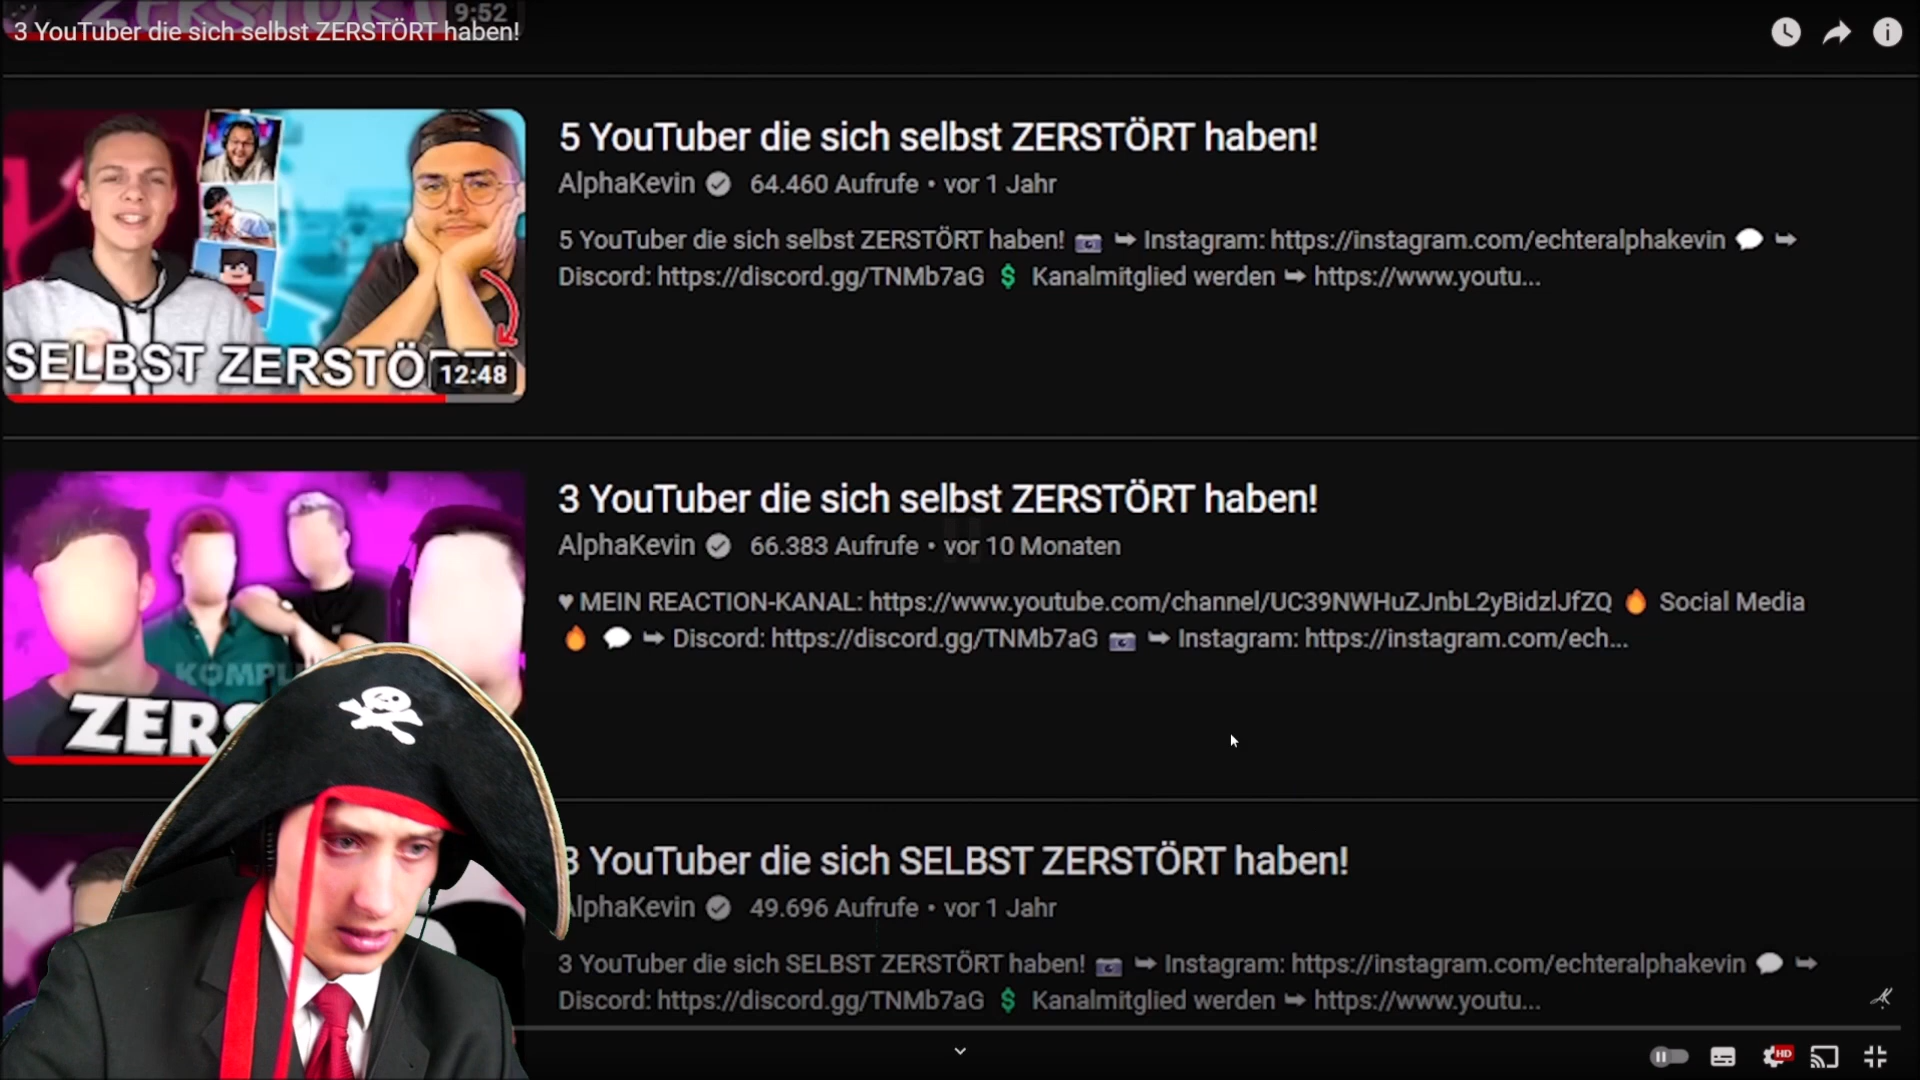 9:52
3 YouTuber die sich selbst ZERSTÖRT haben!
SELBST ZERSTÖRT!
12:48
5 YouTuber die sich selbst ZERSTÖRT haben!
AlphaKevin 64.460 Aufrufe • vor 1 Jahr
5 YouTuber die sich selbst ZERSTÖRT haben! 📷 ➥ Instagram: https://instagram.com/echteralphakevin 💬 ➥
Discord: https://discord.gg/TNMb7aG 💲 Kanalmitglied werden ➥ https://www.youtu...
KOMPL
ZERS
3 YouTuber die sich selbst ZERSTÖRT haben!
AlphaKevin 66.383 Aufrufe • vor 10 Monaten
♥ MEIN REACTION-KANAL: https://www.youtube.com/channel/UC39NWHuZJnbL2yBidzlJfZQ 🔥 Social Media
🔥 💬 ➥ Discord: https://discord.gg/TNMb7aG 📷 ➥ Instagram: https://instagram.com/ech...
3 YouTuber die sich SELBST ZERSTÖRT haben!
AlphaKevin 49.696 Aufrufe • vor 1 Jahr
3 YouTuber die sich SELBST ZERSTÖRT haben! 📷 ➥ Instagram: https://instagram.com/echteralphakevin 💬 ➥
Discord: https://discord.gg/TNMb7aG 💲 Kanalmitglied werden ➥ https://www.youtu...
HD